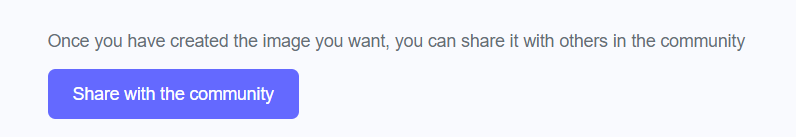 Once you have created the image you want, you can share it with others in the community
Share with the community